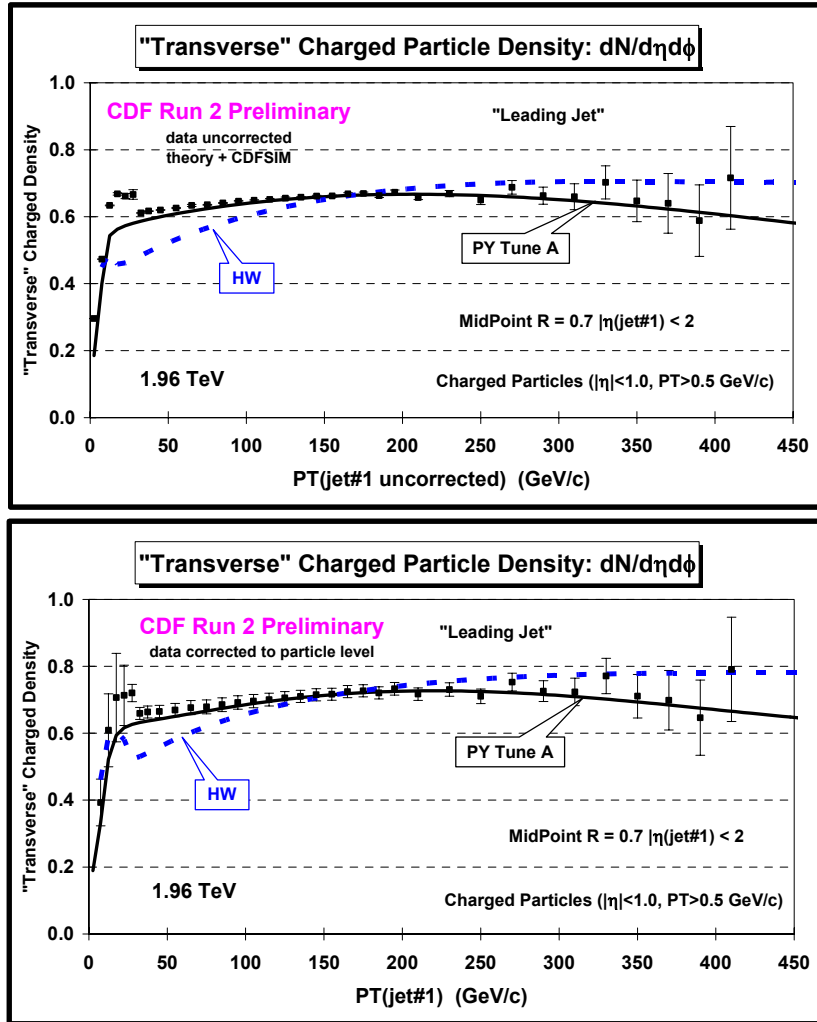 "Transverse" Charged Particle Density: dN/dηdϕ
CDF Run 2 Preliminary
data uncorrected
theory + CDFSIM
"Leading Jet"
PY Tune A
HW
MidPoint R = 0.7 |η(jet#1) < 2
1.96 TeV
Charged Particles (|η|<1.0, PT>0.5 GeV/c)
"Transverse" Charged Density
1.0
0.8
0.6
0.4
0.2
0.0
0 50 100 150 200 250 300 350 400 450
PT(jet#1 uncorrected) (GeV/c)
"Transverse" Charged Particle Density: dN/dηdϕ
CDF Run 2 Preliminary
data corrected to particle level
"Leading Jet"
PY Tune A
HW
MidPoint R = 0.7 |η(jet#1) < 2
1.96 TeV
Charged Particles (|η|<1.0, PT>0.5 GeV/c)
"Transverse" Charged Density
1.0
0.8
0.6
0.4
0.2
0.0
0 50 100 150 200 250 300 350 400 450
PT(jet#1) (GeV/c)